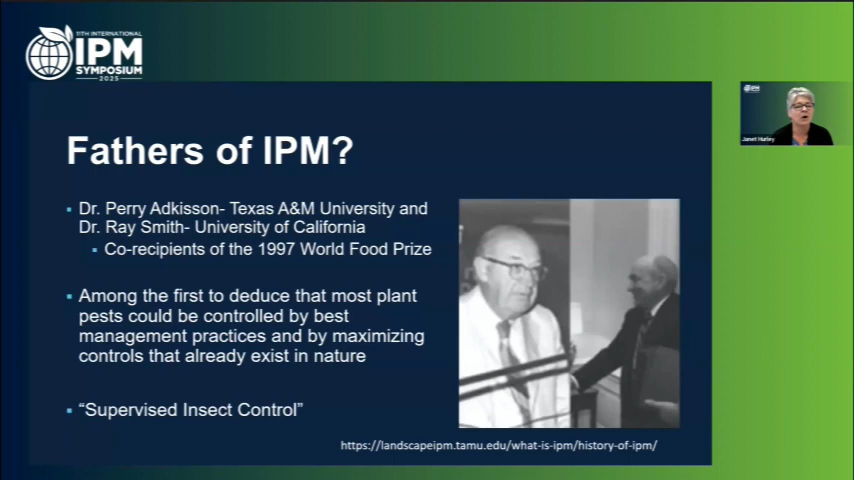 11TH INTERNATIONAL
IPM
SYMPOSIUM
2025
Fathers of IPM?
▪ Dr. Perry Adkisson- Texas A&M University and
Dr. Ray Smith- University of California
▪ Co-recipients of the 1997 World Food Prize
▪ Among the first to deduce that most plant
pests could be controlled by best
management practices and by maximizing
controls that already exist in nature
▪ “Supervised Insect Control”
https://landscapeipm.tamu.edu/what-is-ipm/history-of-ipm/
IPM
Janet Hurley